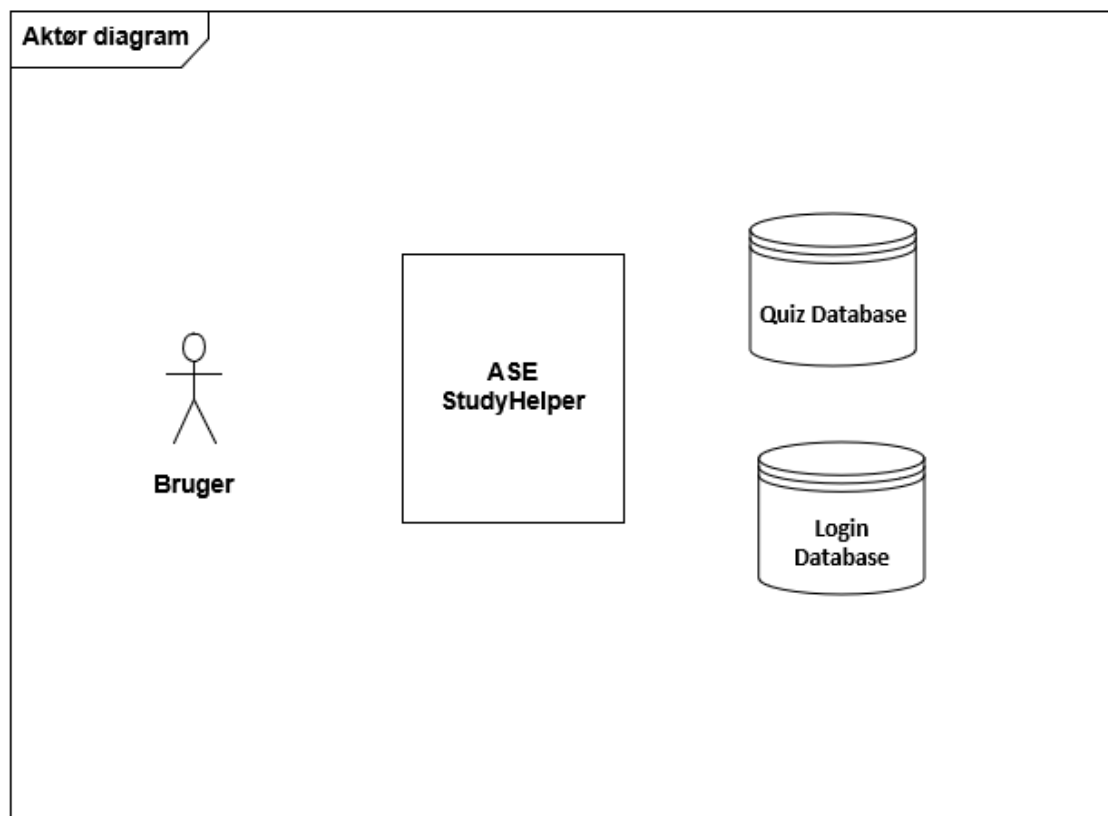 Aktør diagram
Quiz Database
ASE
StudyHelper
Bruger
Login
Database